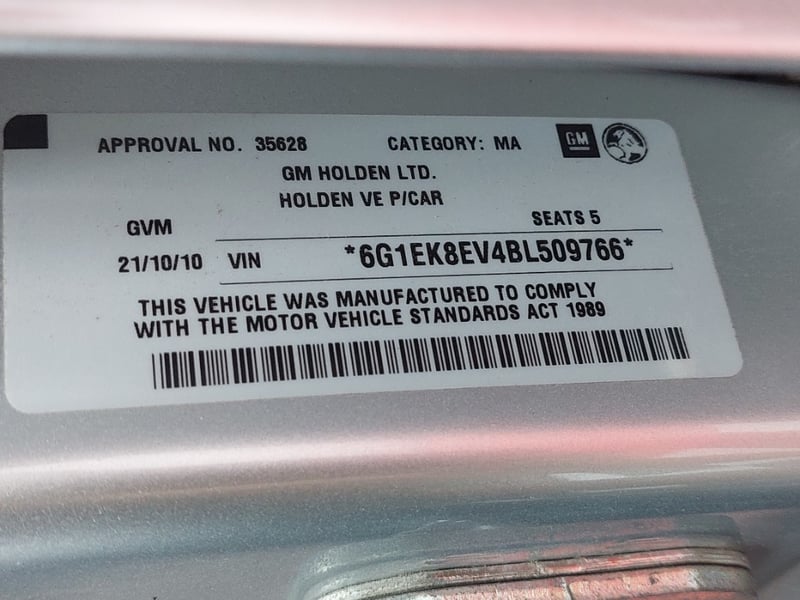 APPROVAL NO. 35628 CATEGORY: MA GM
GM HOLDEN LTD.
HOLDEN VE P/CAR
GVM SEATS 5
21/10/10 VIN *6G1EK8EV4BL509766*
THIS VEHICLE WAS MANUFACTURED TO COMPLY
WITH THE MOTOR VEHICLE STANDARDS ACT 1989